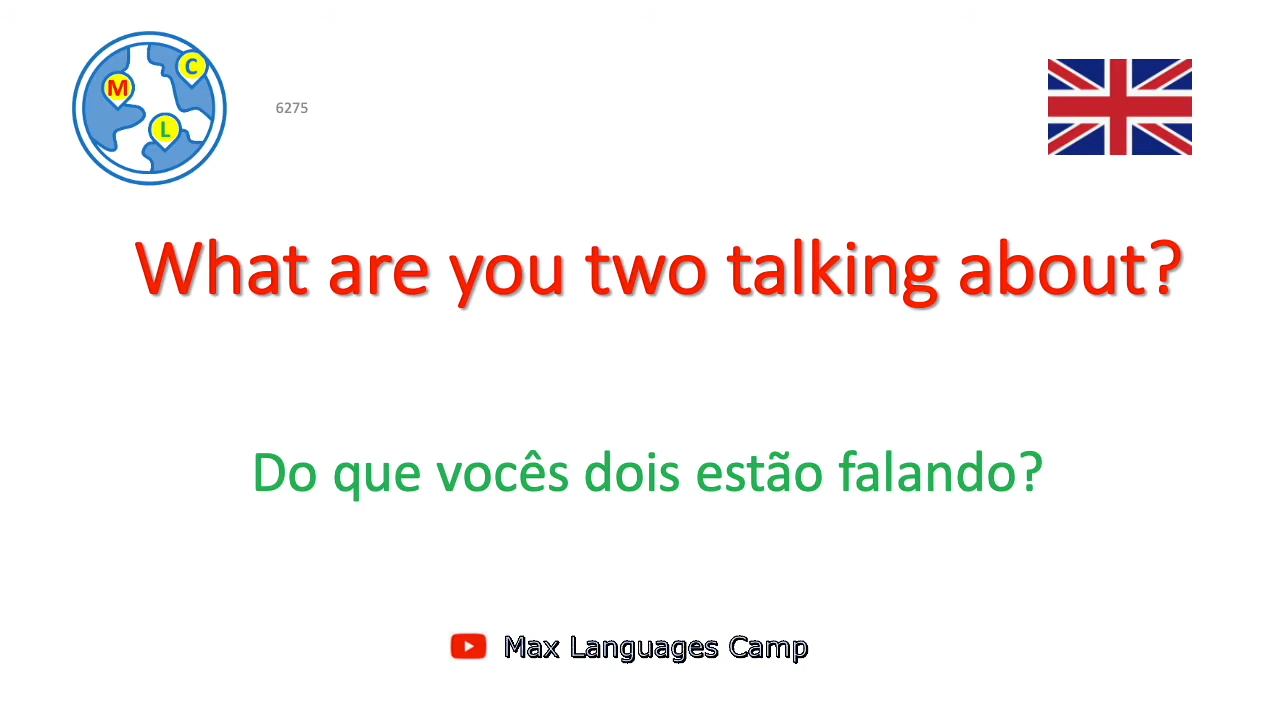 M
C
L
6275
What are you two talking about?
Do que vocês dois estão falando?
Max Languages Camp